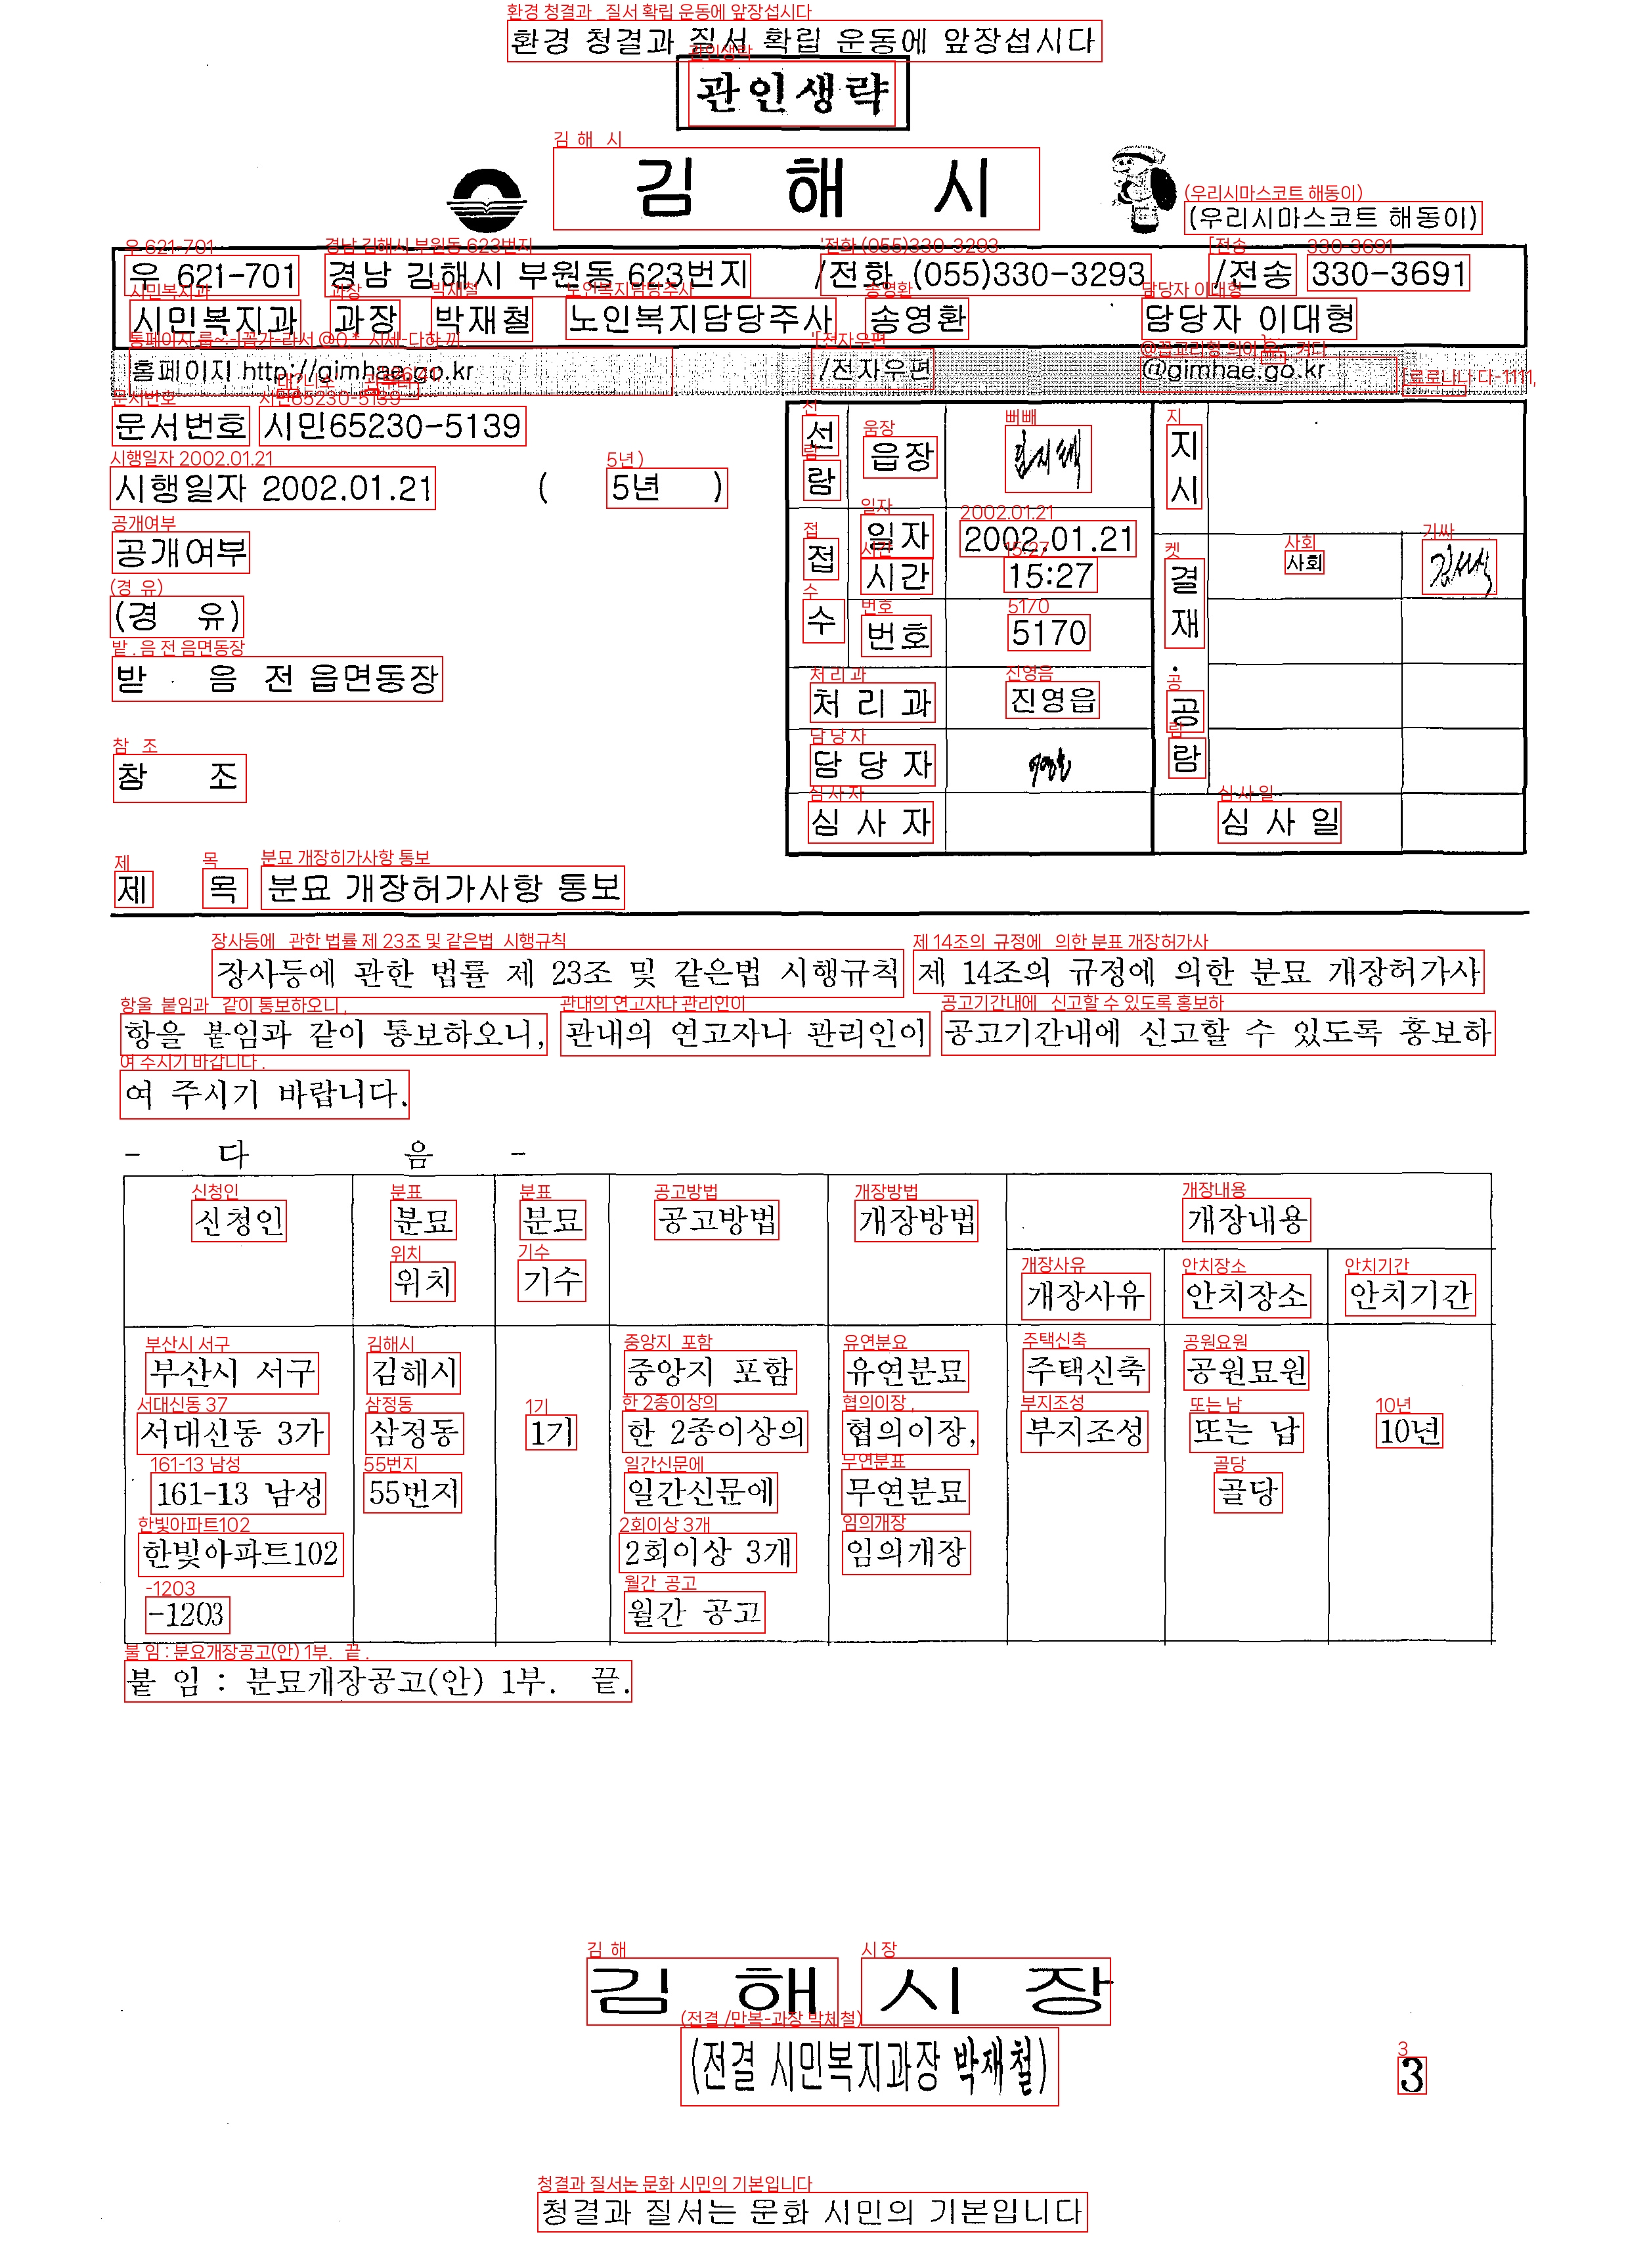 환경 청결과 질서 확립 운동에 앞장섭시다
관인생략
김 해 시
(우리시마스코트 해동이)
우 621-701 경남 김해시 부원동 623번지 /전화 (055)330-3293 /전송 330-3691
시민복지과 과장 박재철 노인복지담당주사 송영환 담당자 이대형
홈페이지 http://gimhae.go.kr /전자우편 @gimhae.go.kr
문서번호 시민65230-5139
시행일자 2002.01.21 ( 5년 )
공개여부
(경 유)
받 음 전 읍면동장
참 조
선람 읍장 지시
접수 일자 2002.01.21 결재·공람 사회
시간 15:27
번호 5170
처리과 진영읍
담당자
심사자 심사일
제 목 분묘 개장허가사항 통보
장사등에 관한 법률 제 23조 및 같은법 시행규칙 제 14조의 규정에 의한 분묘 개장허가사
항을 붙임과 같이 통보하오니, 관내의 연고자나 관리인이 공고기간내에 신고할 수 있도록 홍보하
여 주시기 바랍니다.
- 다 음 -
신청인 분묘 위치 분묘 기수 공고방법 개장방법 개장내용
개장사유 안치장소 안치기간
부산시 서구 김해시 중앙지 포함 유연분묘 주택신축 공원묘원
서대신동 3가 삼정동 1기 한 2종이상의 협의이장, 부지조성 또는 납 10년
161-13 남성 55번지 일간신문에 무연분묘 골당
한빛아파트102 2회이상 3개 임의개장
-1203 월간 공고
붙 임 : 분묘개장공고(안) 1부. 끝.
김 해 시 장
(전결 시민복지과장 박재철)
3
청결과 질서는 문화 시민의 기본입니다